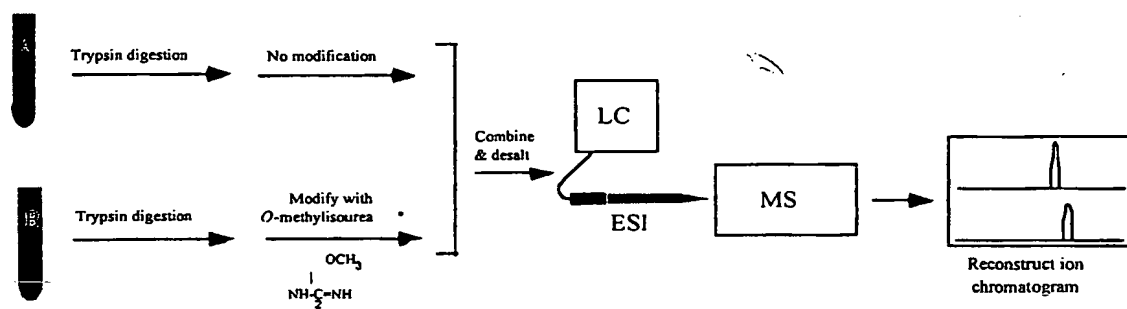 A
Trypsin digestion
No modification
B
Trypsin digestion
Modify with
O-methylisourea
OCH3
NH2-C=NH
Combine
& desalt
LC
ESI
MS
Reconstruct ion
chromatogram